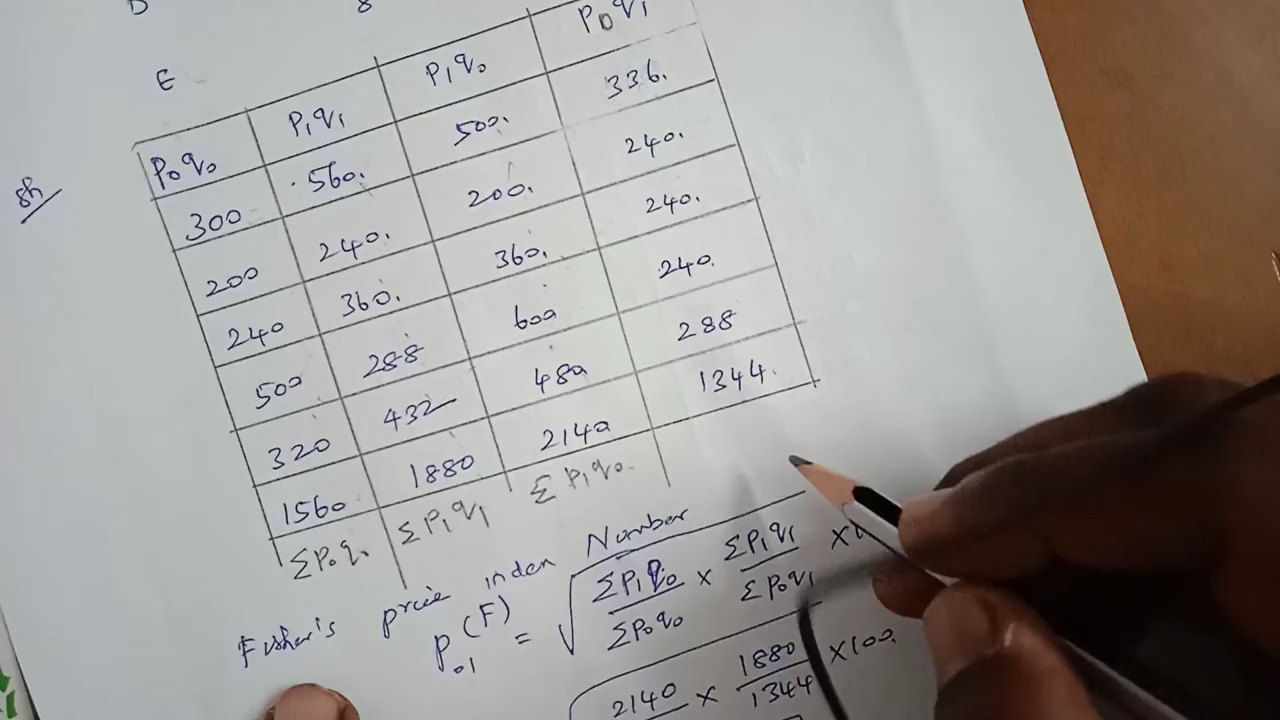 D 8
E
P₀q₀ P₁q₁ P₁q₀ P₀q₁
300 560. 500. 336.
200 240. 200. 240.
240 360. 360. 240.
500 288 600 240.
320 432 480 288
1560 1880 2140 1344.
ΣP₀q₀ ΣP₁q₁ ΣP₁q₀.
Fisher's price index Number
P₀₁(F) = √ ΣP₁q₀/ΣP₀q₀ × ΣP₁q₁/ΣP₀q₁ ×
2140 × 1880/1344 ×100.